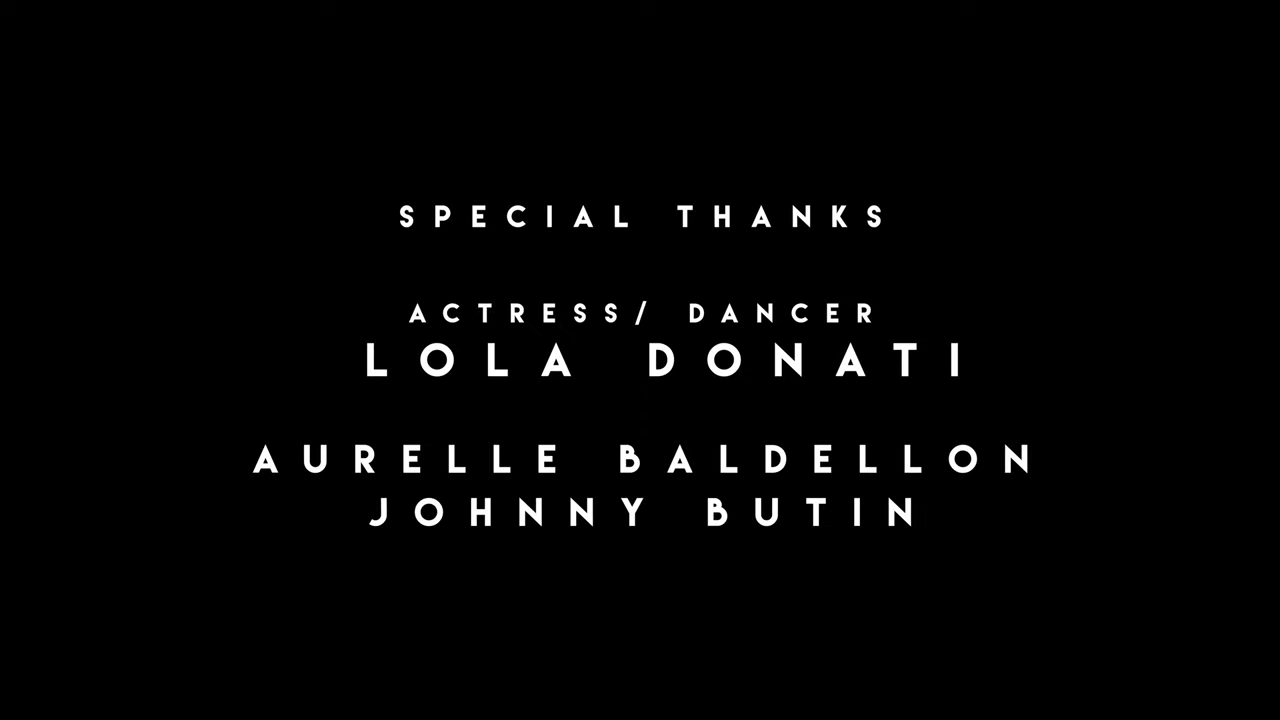 SPECIAL THANKS
ACTRESS/ DANCER
LOLA DONATI
AURELLE BALDELLON
JOHNNY BUTIN